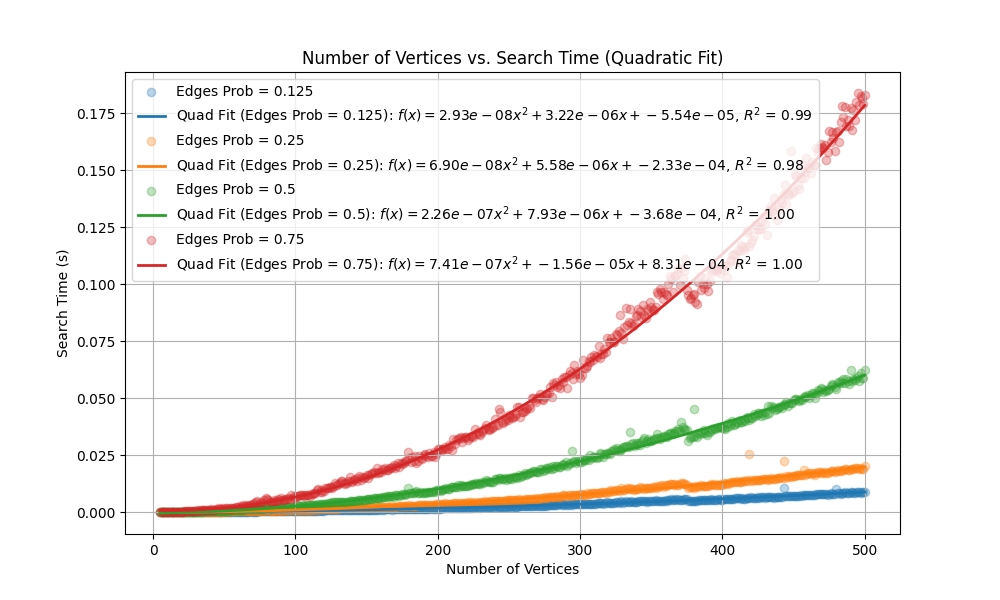 Number of Vertices vs. Search Time (Quadratic Fit)
Edges Prob = 0.125
Quad Fit (Edges Prob = 0.125): f(x) = 2.93e − 08x² + 3.22e − 06x + −5.54e − 05, R² = 0.99
Edges Prob = 0.25
Quad Fit (Edges Prob = 0.25): f(x) = 6.90e − 08x² + 5.58e − 06x + −2.33e − 04, R² = 0.98
Edges Prob = 0.5
Quad Fit (Edges Prob = 0.5): f(x) = 2.26e − 07x² + 7.93e − 06x + −3.68e − 04, R² = 1.00
Edges Prob = 0.75
Quad Fit (Edges Prob = 0.75): f(x) = 7.41e − 07x² + −1.56e − 05x + 8.31e − 04, R² = 1.00
Search Time (s)
0.175
0.150
0.125
0.100
0.075
0.050
0.025
0.000
0 100 200 300 400 500
Number of Vertices